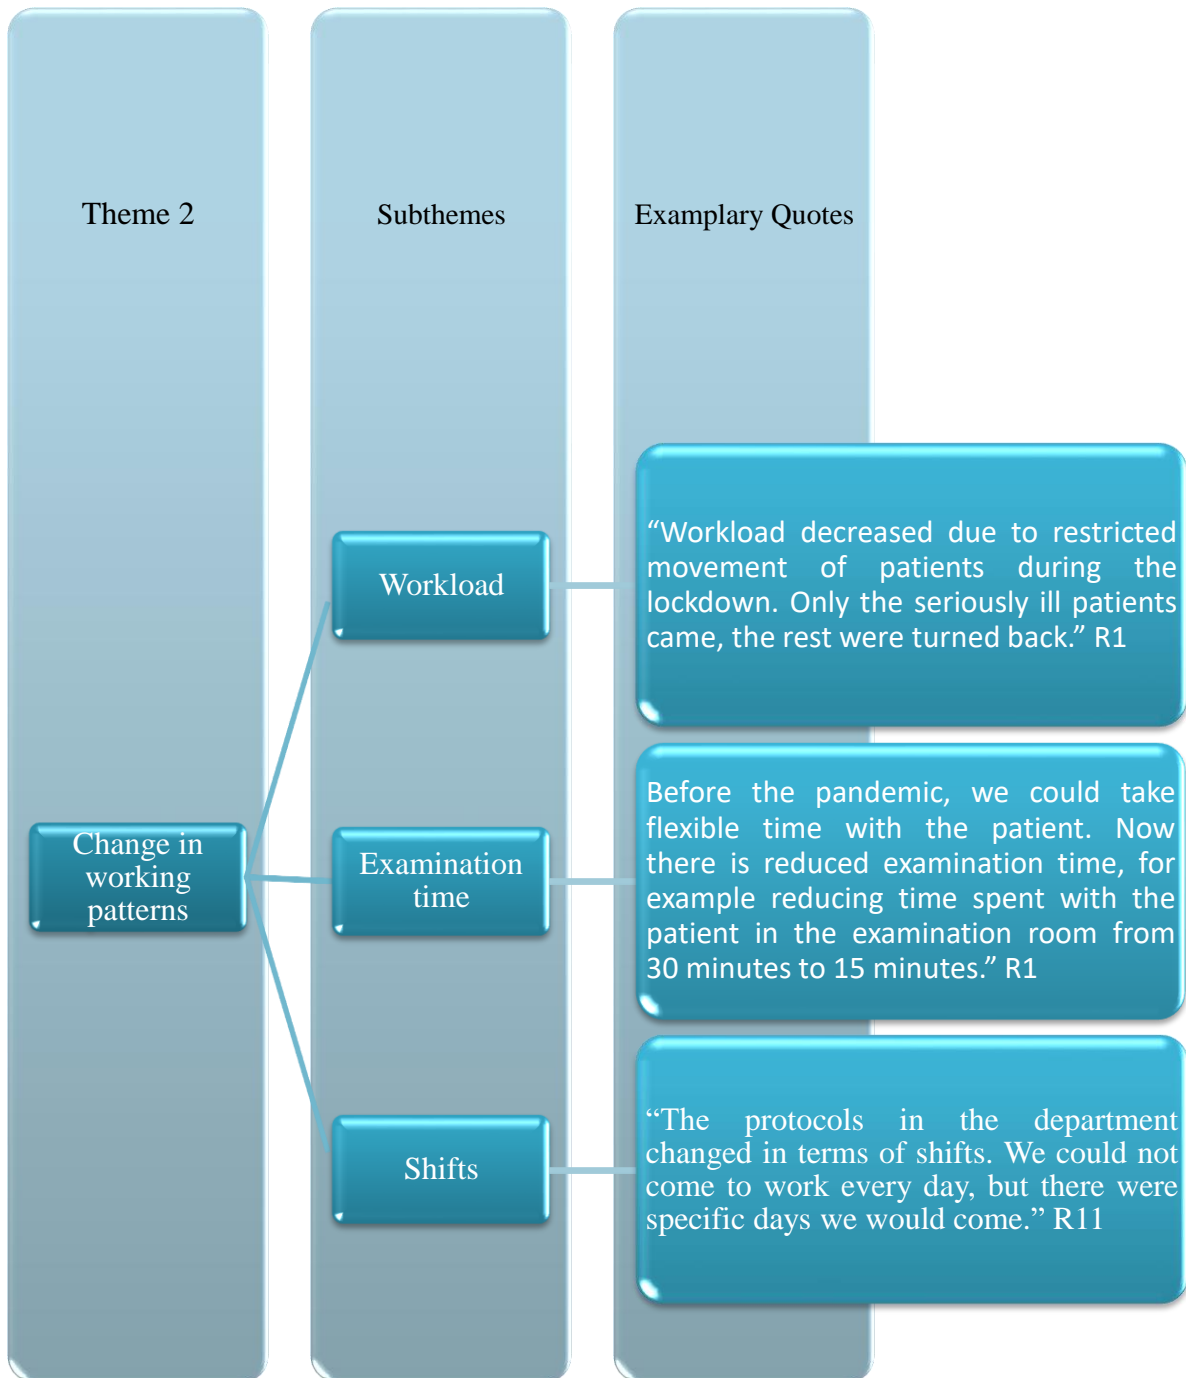 Theme 2
Subthemes
Examplary Quotes
Change in
working
patterns
Workload
“Workload decreased due to restricted
movement of patients during the
lockdown. Only the seriously ill patients
came, the rest were turned back.” R1
Examination
time
Before the pandemic, we could take
flexible time with the patient. Now
there is reduced examination time, for
example reducing time spent with the
patient in the examination room from
30 minutes to 15 minutes.” R1
Shifts
“The protocols in the department
changed in terms of shifts. We could not
come to work every day, but there were
specific days we would come.” R11